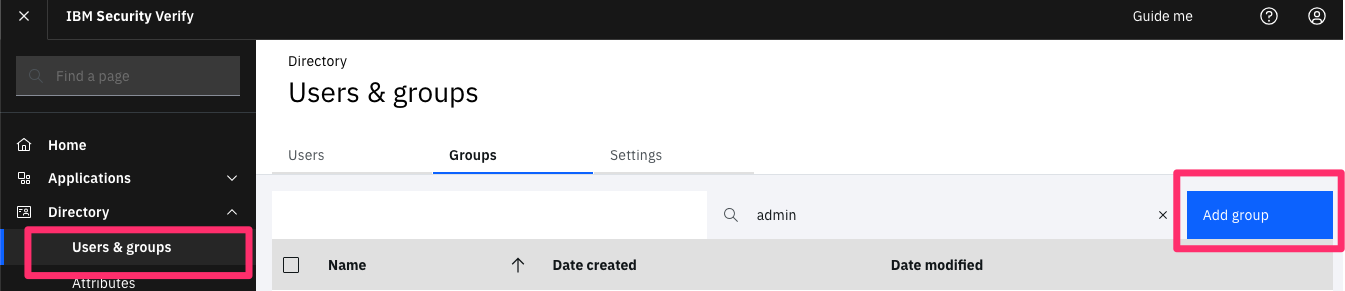 IBM Security Verify
Guide me
Find a page
Home
Applications
Directory
Users & groups
Attributes
Directory
Users & groups
Users
Groups
Settings
admin
Add group
Name
Date created
Date modified